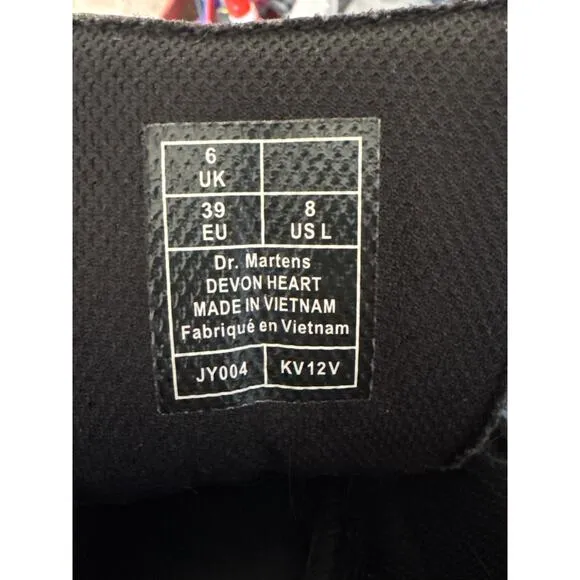 6
UK
39 8
EU US L
Dr. Martens
DEVON HEART
MADE IN VIETNAM
Fabriqué en Vietnam
JY004 KV12V